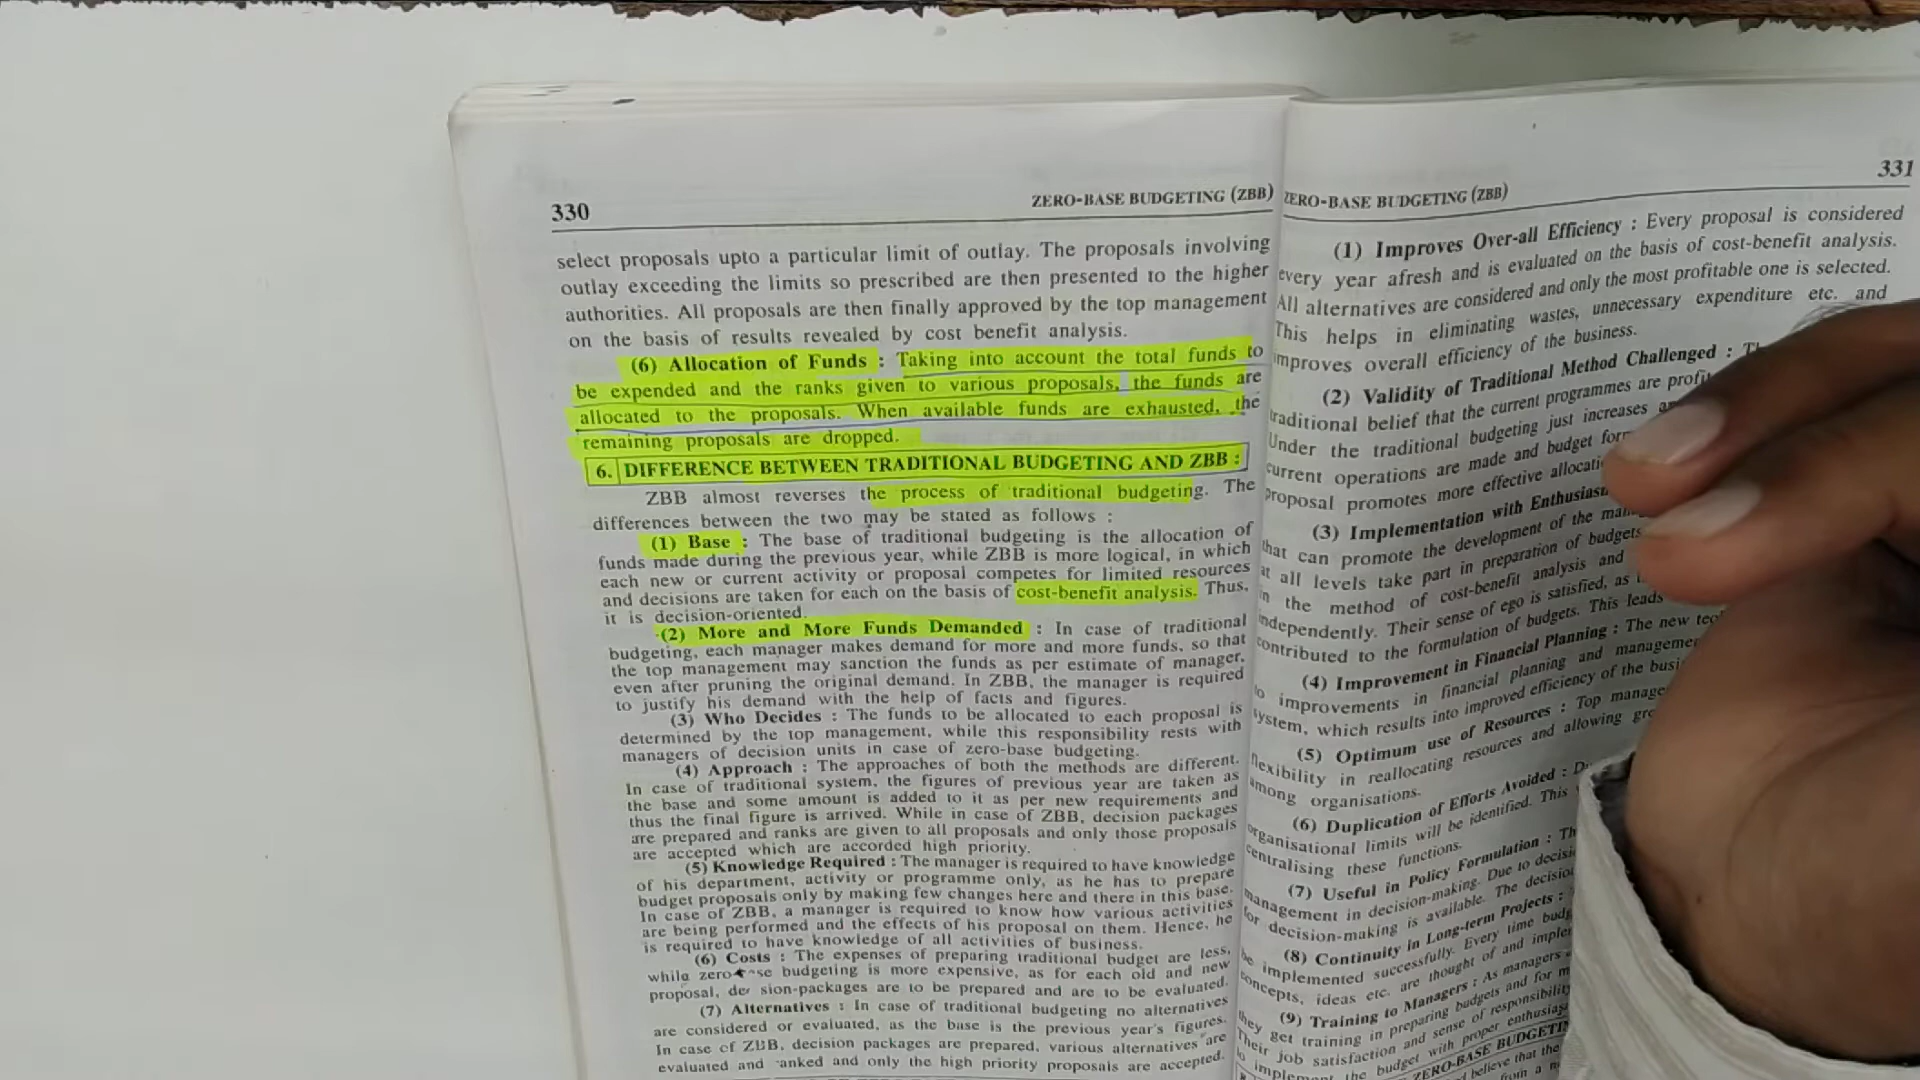 330
ZERO-BASE BUDGETING (ZBB)
select proposals upto a particular limit of outlay. The proposals involving
outlay exceeding the limits so prescribed are then presented to the higher
authorities. All proposals are then finally approved by the top management
on the basis of results revealed by cost benefit analysis.
(6) Allocation of Funds : Taking into account the total funds to
be expended and the ranks given to various proposals, the funds are
allocated to the proposals. When available funds are exhausted, the
remaining proposals are dropped.
6. DIFFERENCE BETWEEN TRADITIONAL BUDGETING AND ZBB :
ZBB almost reverses the process of traditional budgeting. The
differences between the two may be stated as follows :
(1) Base : The base of traditional budgeting is the allocation of
funds made during the previous year, while ZBB is more logical, in which
each new or current activity or proposal competes for limited resources
and decisions are taken for each on the basis of cost-benefit analysis. Thus,
it is decision-oriented.
(2) More and More Funds Demanded : In case of traditional
budgeting, each manager makes demand for more and more funds, so that
the top management may sanction the funds as per estimate of manager,
even after pruning the original demand. In ZBB, the manager is required
to justify his demand with the help of facts and figures.
(3) Who Decides : The funds to be allocated to each proposal is
determined by the top management, while this responsibility rests with
managers of decision units in case of zero-base budgeting.
(4) Approach : The approaches of both the methods are different.
In case of traditional system, the figures of previous year are taken as
the base and some amount is added to it as per new requirements and
thus the final figure is arrived. While in case of ZBB, decision packages
are prepared and ranks are given to all proposals and only those proposals
are accepted which are accorded high priority.
(5) Knowledge Required : The manager is required to have knowledge
of his department, activity or programme only, as he has to prepare
budget proposals only by making few changes here and there in this base.
In case of ZBB, a manager is required to know how various activities
are being performed and the effects of his proposal on them. Hence, he
is required to have knowledge of all activities of business.
(6) Costs : The expenses of preparing traditional budget are less,
while budgeting is more expensive, as for each old and new
proposal, are to be prepared and are to be evaluated.
(7) Alternatives : In case of traditional budgeting no alternatives
are considered or evaluated, as the base is the previous year's figures.
In case of ZBB, decision packages are prepared, various alternatives are
evaluated and only the high priority proposals are accepted.
331
ZERO-BASE BUDGETING (ZBB)
(1) Improves Over-all Efficiency : Every proposal is considered
every year afresh and is evaluated on the basis of cost-benefit analysis.
All alternatives are considered and only the most profitable one is selected.
This helps in eliminating wastes, unnecessary expenditure etc. and
improves overall efficiency of the business.
(2) Validity of Traditional Method Challenged :
traditional belief that the current programmes are
Under the traditional budgeting just increases
current operations are made and budget
proposal promotes more effective
(3) Implementation with
that can promote the development of the
at all levels take part in preparation of budgets
in the method of cost-benefit analysis and
independently. Their sense of ego is satisfied, as
contributed to the formulation of budgets. This leads
(4) Improvement in Financial Planning : The new
to improvements in financial planning and
system, which results into improved efficiency of the
(5) Optimum use of Resources : Top
flexibility in reallocating resources and allowing
among organisations.
(6) Duplication of Efforts Avoided :
organisational limits will be identified. This
centralising these functions.
(7) Useful in Policy Formulation :
management in decision-making. Due to
for decision-making is available. The
(8) Continuity in Long-term Projects :
be implemented successfully. Every time
concepts, ideas etc. are thought of and
(9) Training to Managers : As managers
they get training in preparing budgets and for
Their job satisfaction and sense of responsibility
to implement the budget with proper
ZERO-BASE
believe that the
from a